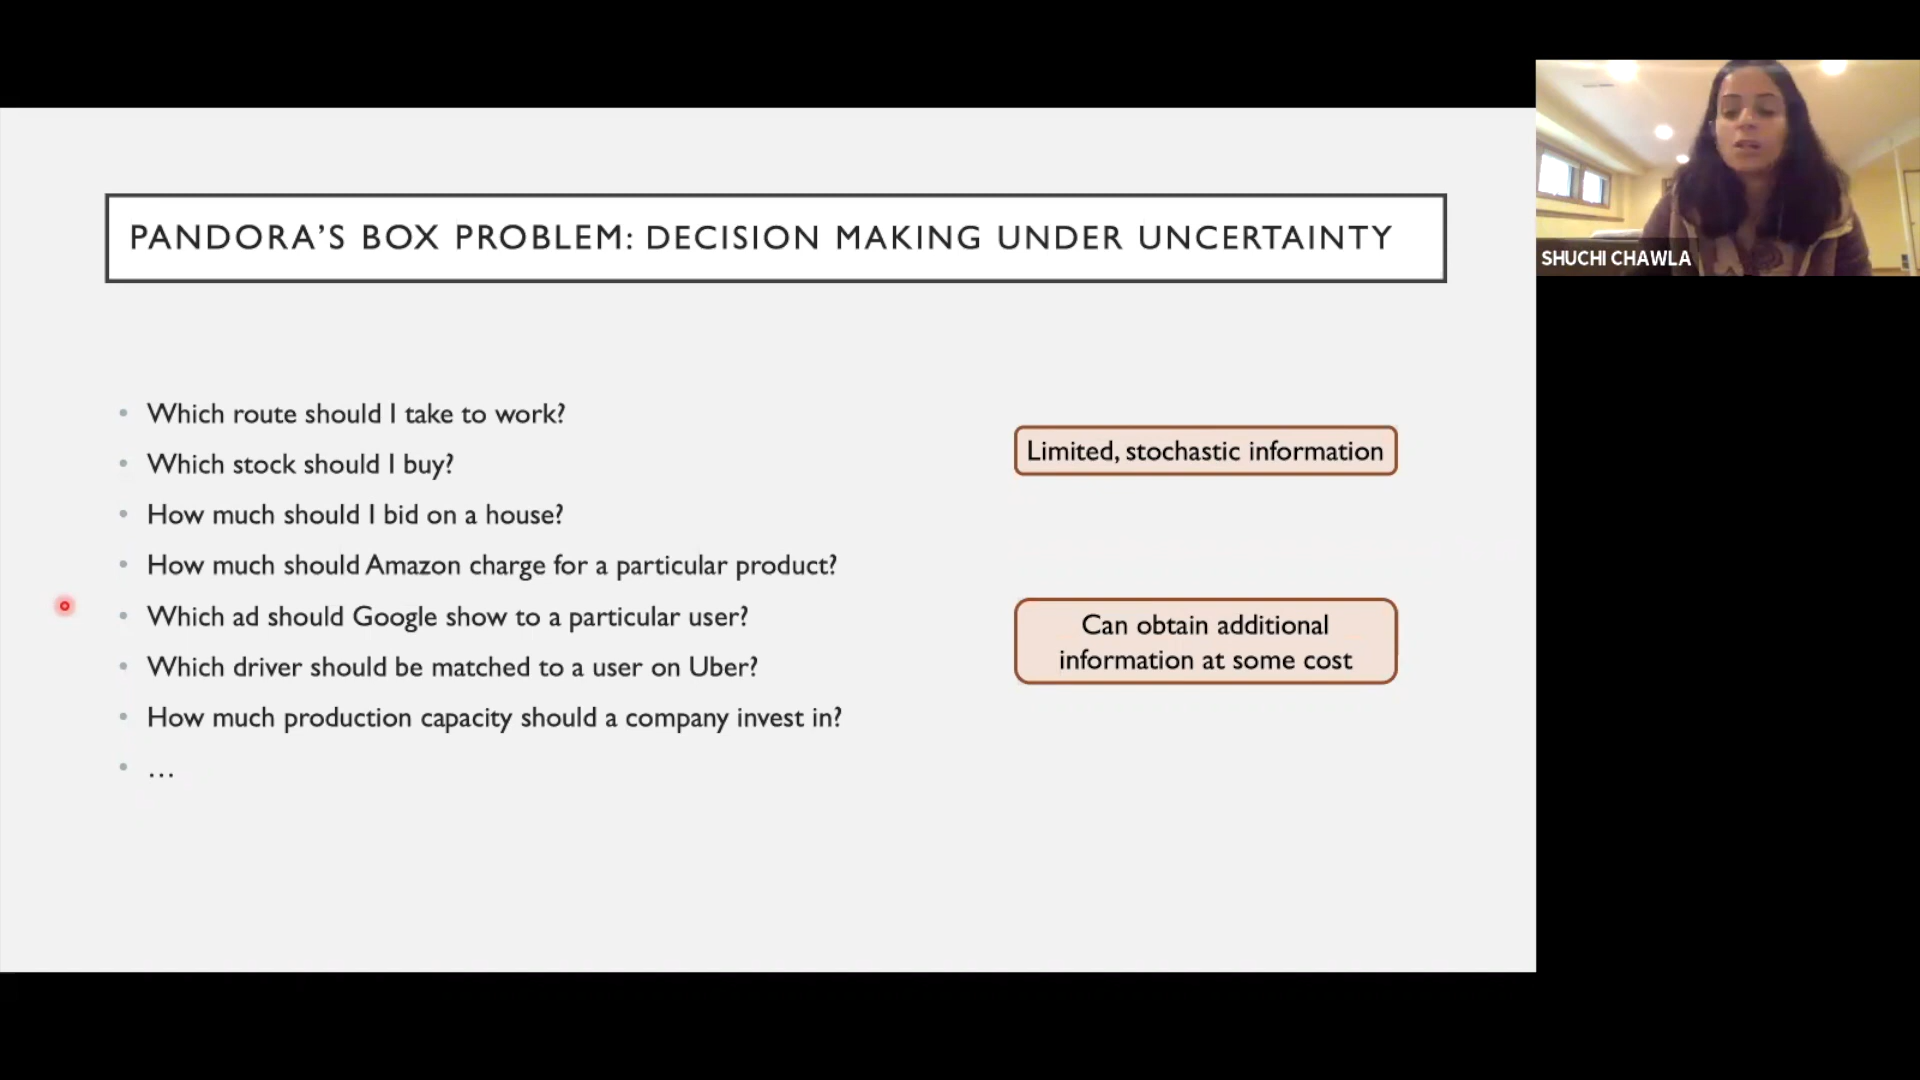 PANDORA'S BOX PROBLEM: DECISION MAKING UNDER UNCERTAINTY
• Which route should I take to work?
• Which stock should I buy?
• How much should I bid on a house?
• How much should Amazon charge for a particular product?
• Which ad should Google show to a particular user?
• Which driver should be matched to a user on Uber?
• How much production capacity should a company invest in?
• ...
Limited, stochastic information
Can obtain additional
information at some cost
SHUCHI CHAWLA